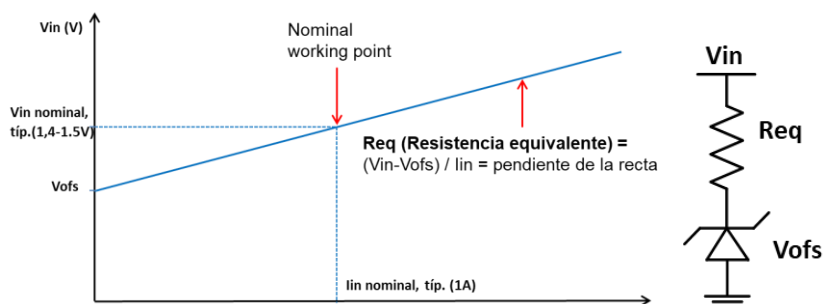 Vin (V)
Nominal
working point
Vin nominal,
típ.(1,4-1.5V)
Req (Resistencia equivalente) =
(Vin-Vofs) / Iin = pendiente de la recta
Vofs
Iin nominal, típ. (1A)
Vin
Req
Vofs